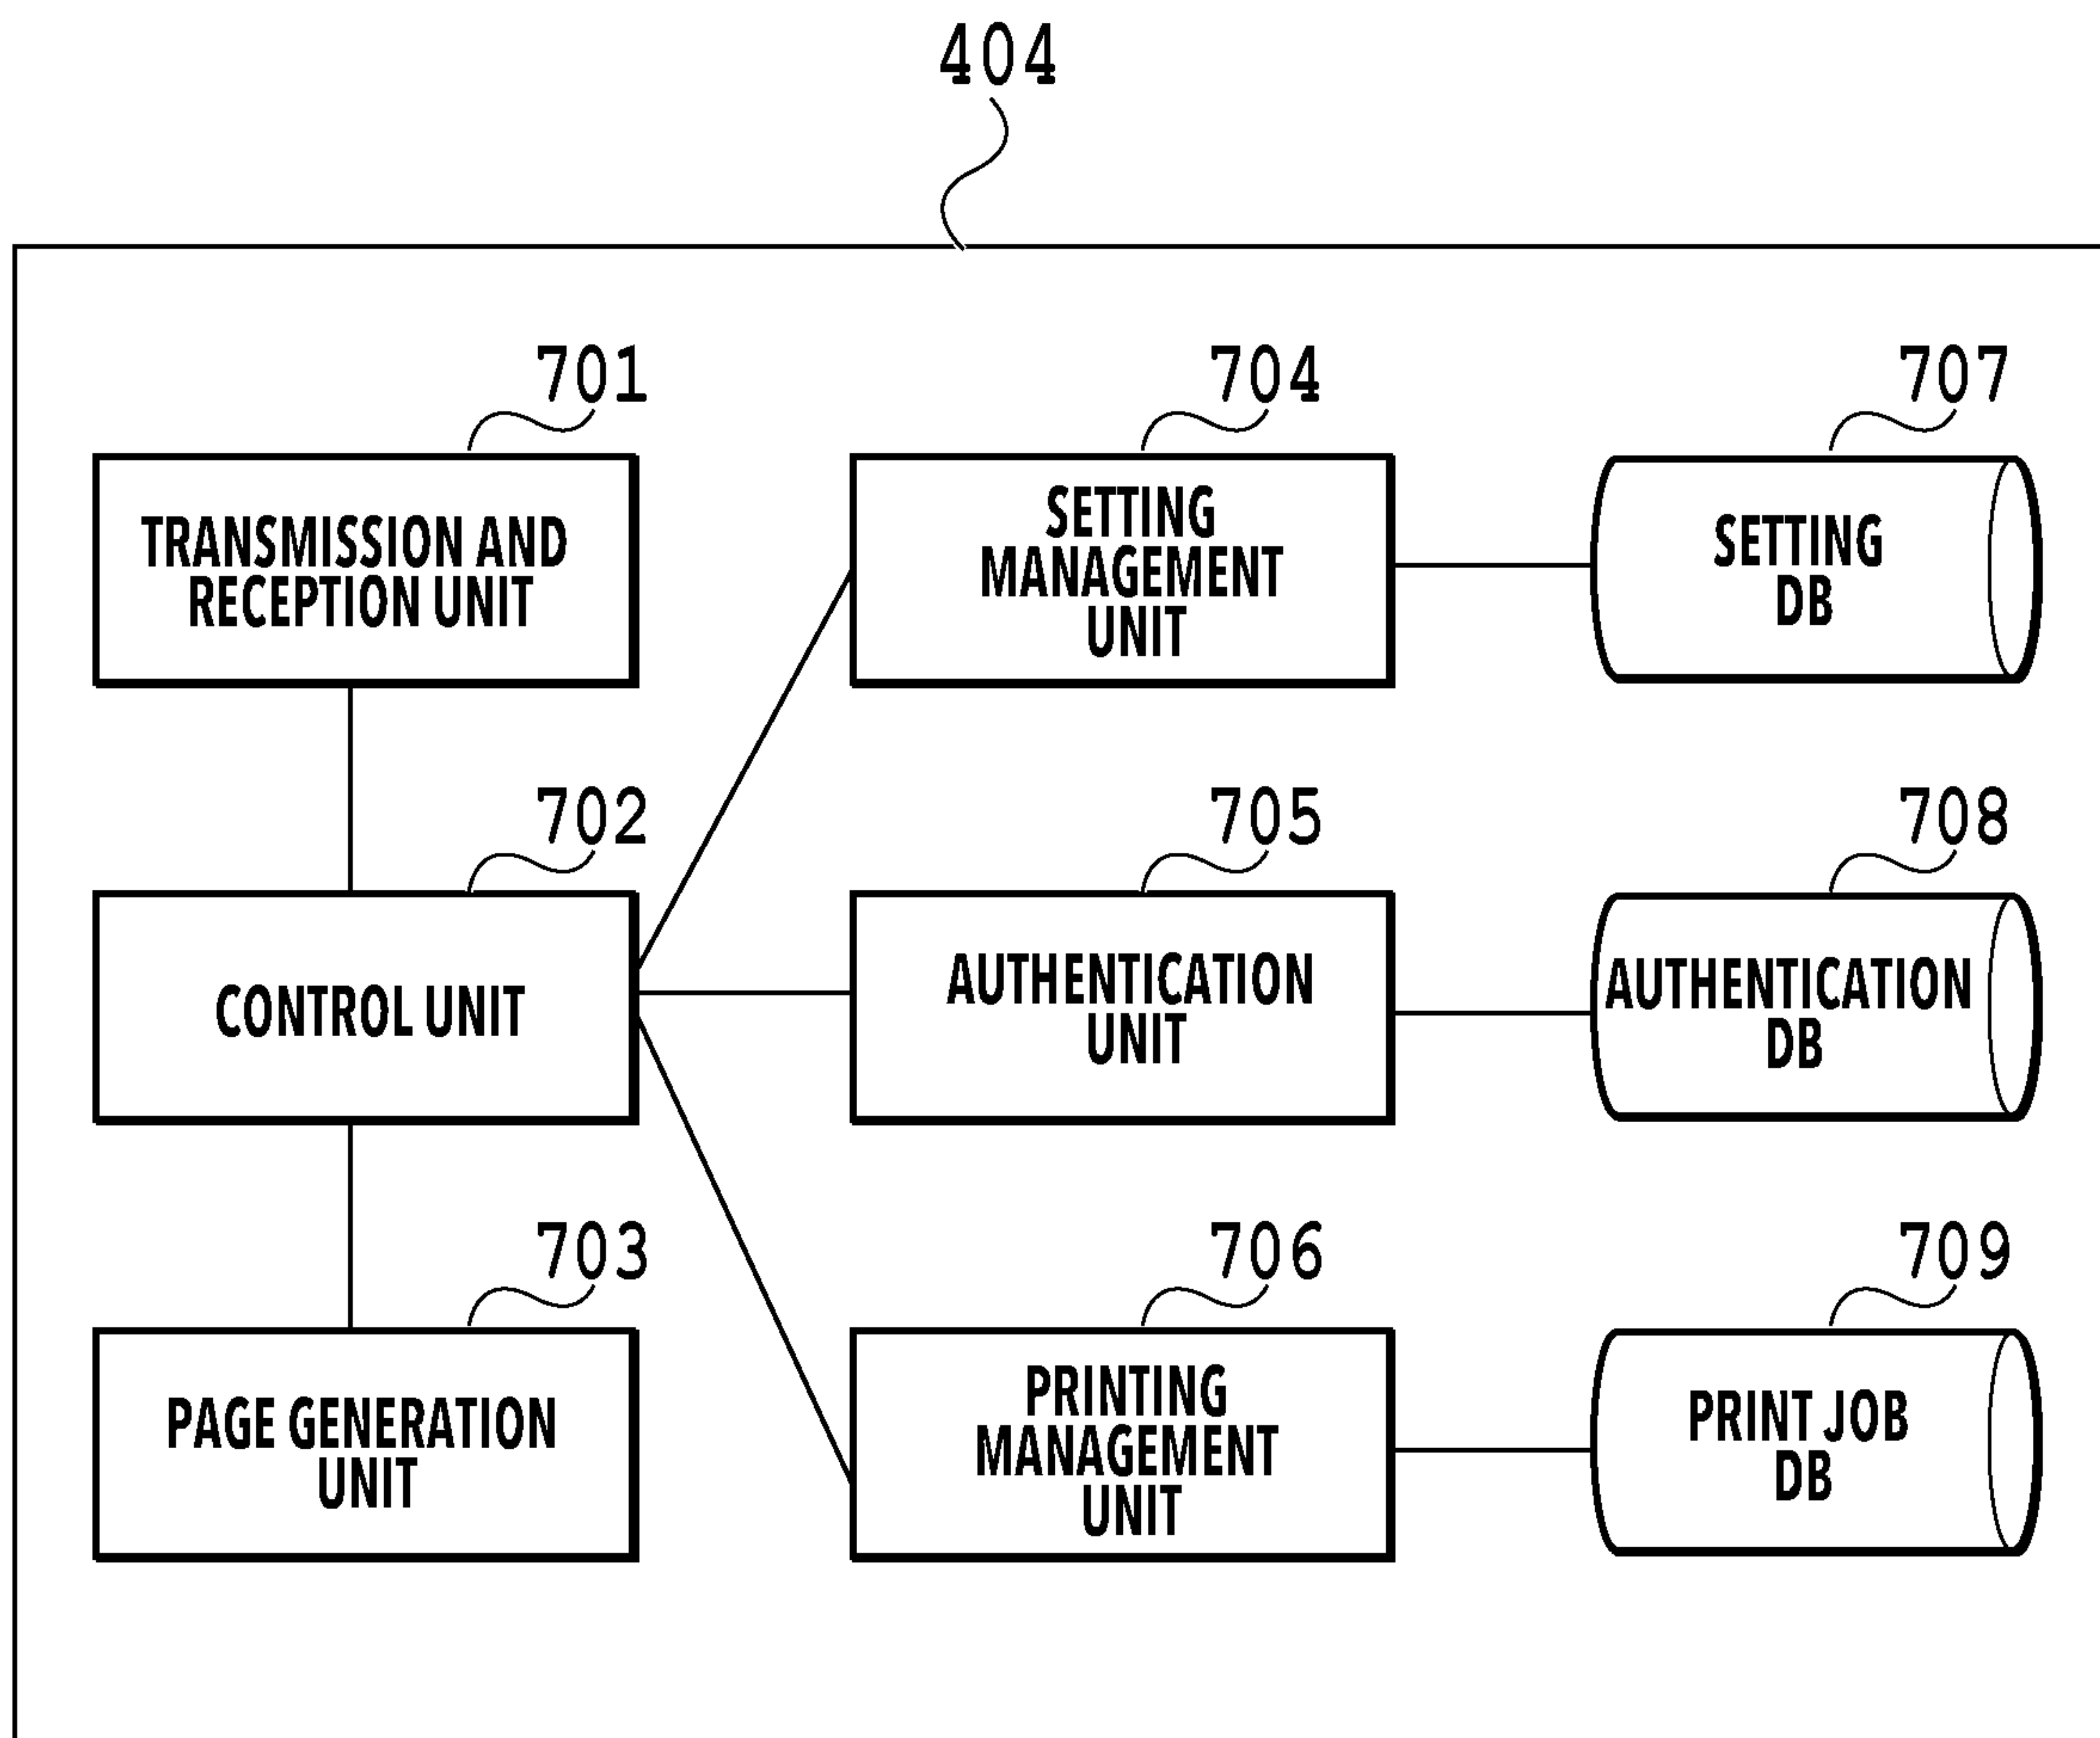 404
701
TRANSMISSION AND
RECEPTION UNIT
704
SETTING
MANAGEMENT
UNIT
707
SETTING
DB
702
CONTROL UNIT
705
AUTHENTICATION
UNIT
708
AUTHENTICATION
DB
703
PAGE GENERATION
UNIT
706
PRINTING
MANAGEMENT
UNIT
709
PRINT JOB
DB